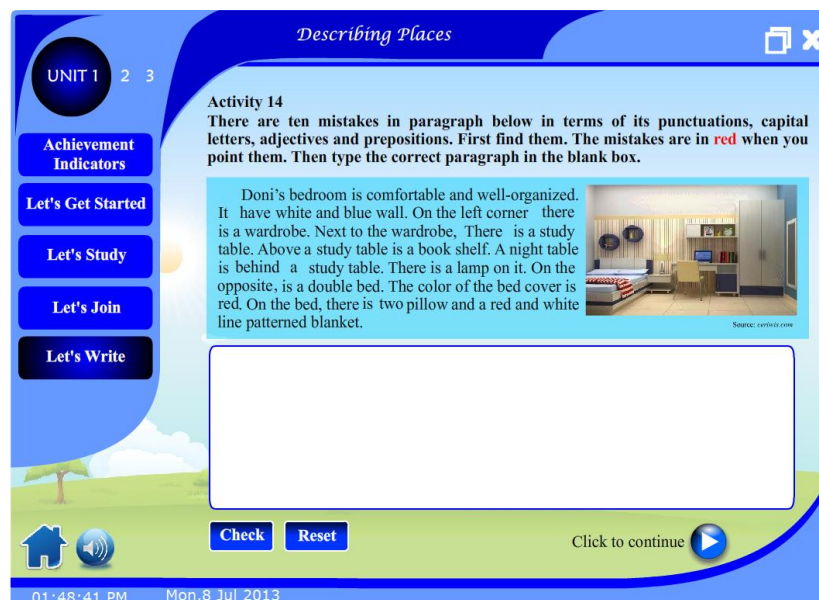 Describing Places
UNIT 1 2 3
Achievement
Indicators
Let's Get Started
Let's Study
Let's Join
Let's Write
Activity 14
There are ten mistakes in paragraph below in terms of its punctuations, capital
letters, adjectives and prepositions. First find them. The mistakes are in red when you
point them. Then type the correct paragraph in the blank box.
Doni's bedroom is comfortable and well-organized.
It have white and blue wall. On the left corner there
is a wardrobe. Next to the wardrobe, There is a study
table. Above a study table is a book shelf. A night table
is behind a study table. There is a lamp on it. On the
opposite, is a double bed. The color of the bed cover is
red. On the bed, there is two pillow and a red and white
line patterned blanket.
Source: ceriwis.com
Check Reset
Click to continue
01:48:41 PM Mon,8 Jul 2013